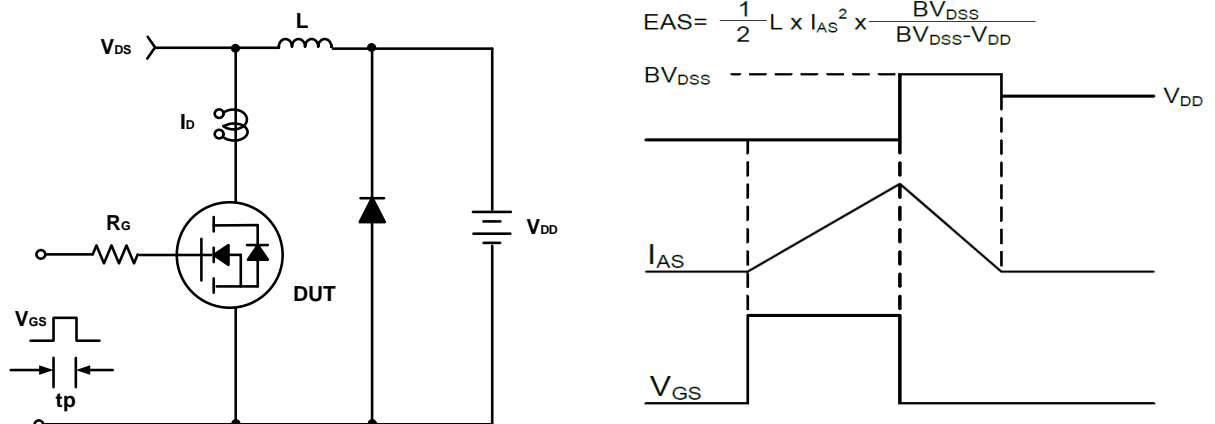 L
VDS
ID
RG
VDD
DUT
VGS
tp
EAS= 1/2 L x IAS² x BVDSS/BVDSS-VDD
BVDSS
VDD
IAS
VGS